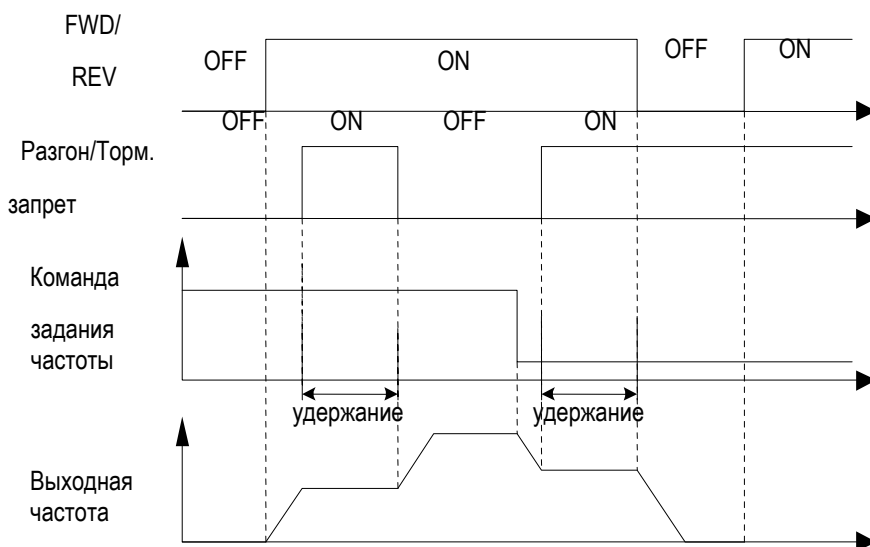 FWD/
REV
OFF
ON
OFF
ON
Разгон/Торм.
запрет
OFF
ON
OFF
ON
Команда
задания
частоты
удержание
удержание
Выходная
частота